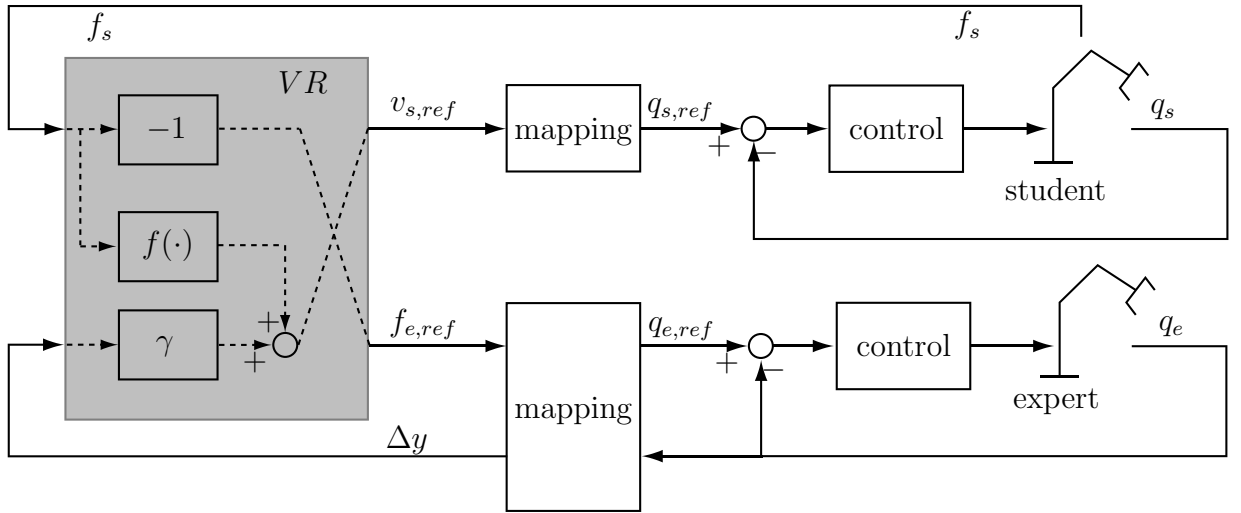 f_s
f_s
VR
-1
v_{s,ref}
mapping
q_{s,ref}
+
−
control
q_s
student
f(·)
+
γ
+
f_{e,ref}
mapping
q_{e,ref}
+
−
control
q_e
expert
Δy